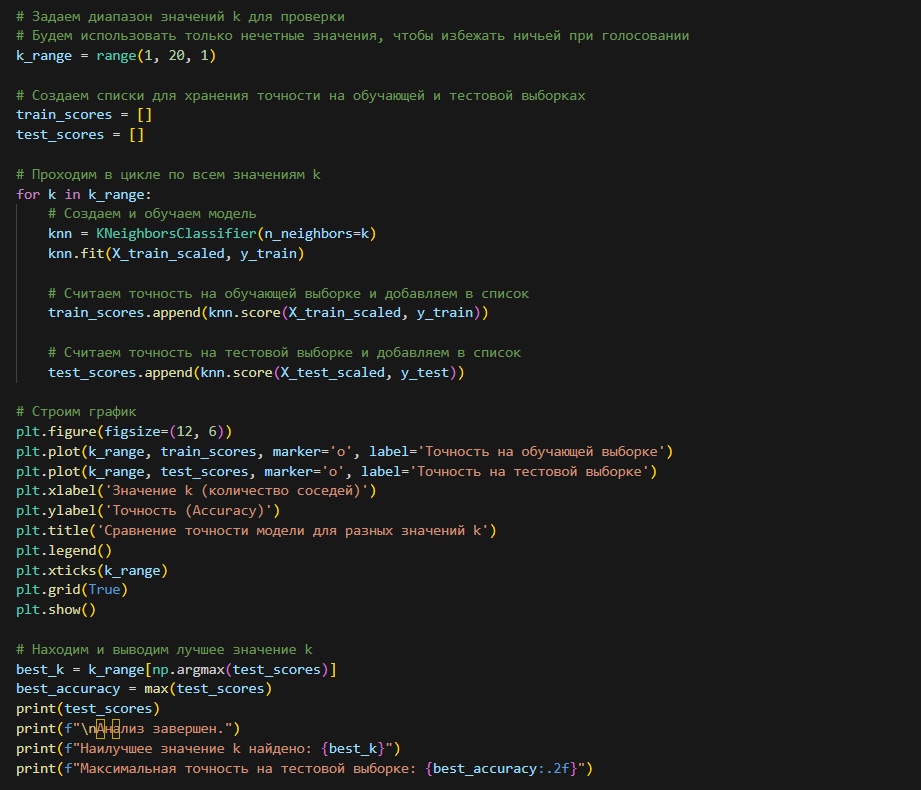 # Задаем диапазон значений k для проверки
# Будем использовать только нечетные значения, чтобы избежать ничьей при голосовании
k_range = range(1, 20, 1)
# Создаем списки для хранения точности на обучающей и тестовой выборках
train_scores = []
test_scores = []
# Проходим в цикле по всем значениям k
for k in k_range:
    # Создаем и обучаем модель
    knn = KNeighborsClassifier(n_neighbors=k)
    knn.fit(X_train_scaled, y_train)
    # Считаем точность на обучающей выборке и добавляем в список
    train_scores.append(knn.score(X_train_scaled, y_train))
    # Считаем точность на тестовой выборке и добавляем в список
    test_scores.append(knn.score(X_test_scaled, y_test))
# Строим график
plt.figure(figsize=(12, 6))
plt.plot(k_range, train_scores, marker='o', label='Точность на обучающей выборке')
plt.plot(k_range, test_scores, marker='o', label='Точность на тестовой выборке')
plt.xlabel('Значение k (количество соседей)')
plt.ylabel('Точность (Accuracy)')
plt.title('Сравнение точности модели для разных значений k')
plt.legend()
plt.xticks(k_range)
plt.grid(True)
plt.show()
# Находим и выводим лучшее значение k
best_k = k_range[np.argmax(test_scores)]
best_accuracy = max(test_scores)
print(test_scores)
print(f"\nАнализ завершен.")
print(f"Наилучшее значение k найдено: {best_k}")
print(f"Максимальная точность на тестовой выборке: {best_accuracy:.2f}")